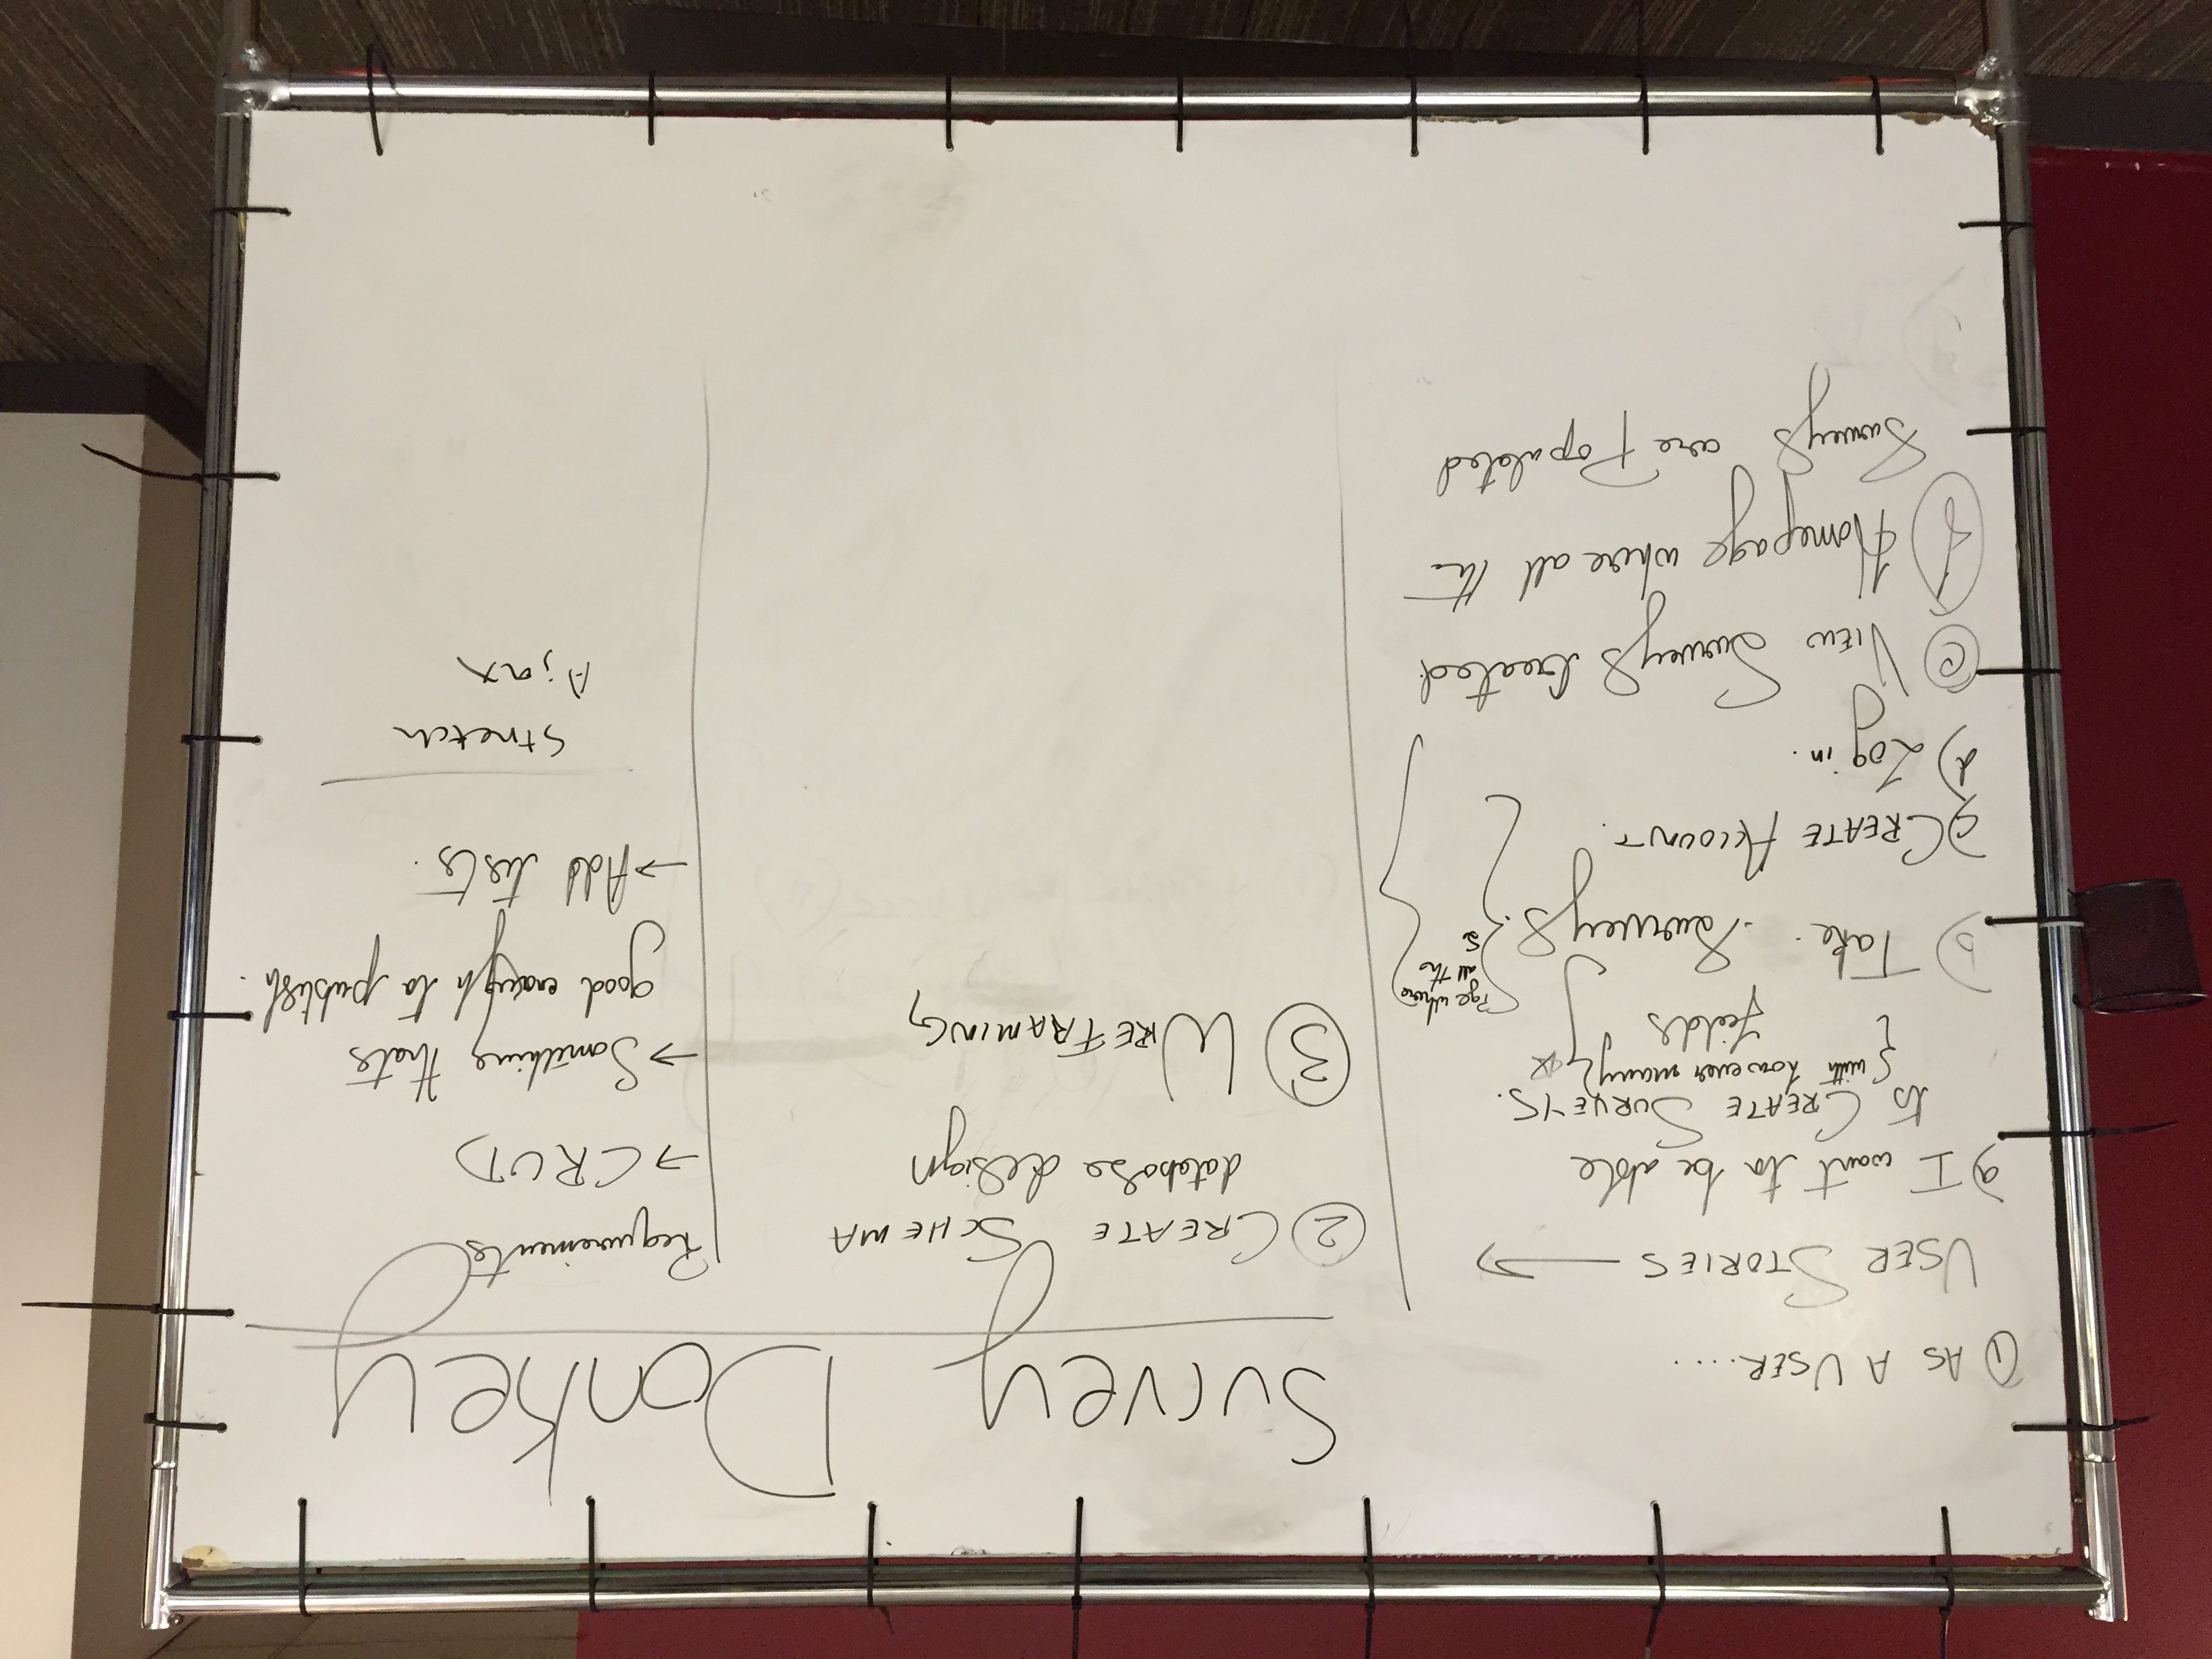 Survey Donkey
① AS A USER....
USER STORIES →
a) I want to be able
to CREATE SURVEYS.
{with however many}
fields
b) Take Surveys.
{Pge where
all the
S
c) CREATE ACCOUNT.
d) Log in.
ⓔ VIEW Surveys Created
ⓕ Homepage where all the
Surveys are Populated
② CREATE SCHEMA
database design
③ WIREFRAMING
Requirements
→ CRUD
→ Something thats
good enough to publish.
→ Add tests.
Stretch
Ajax